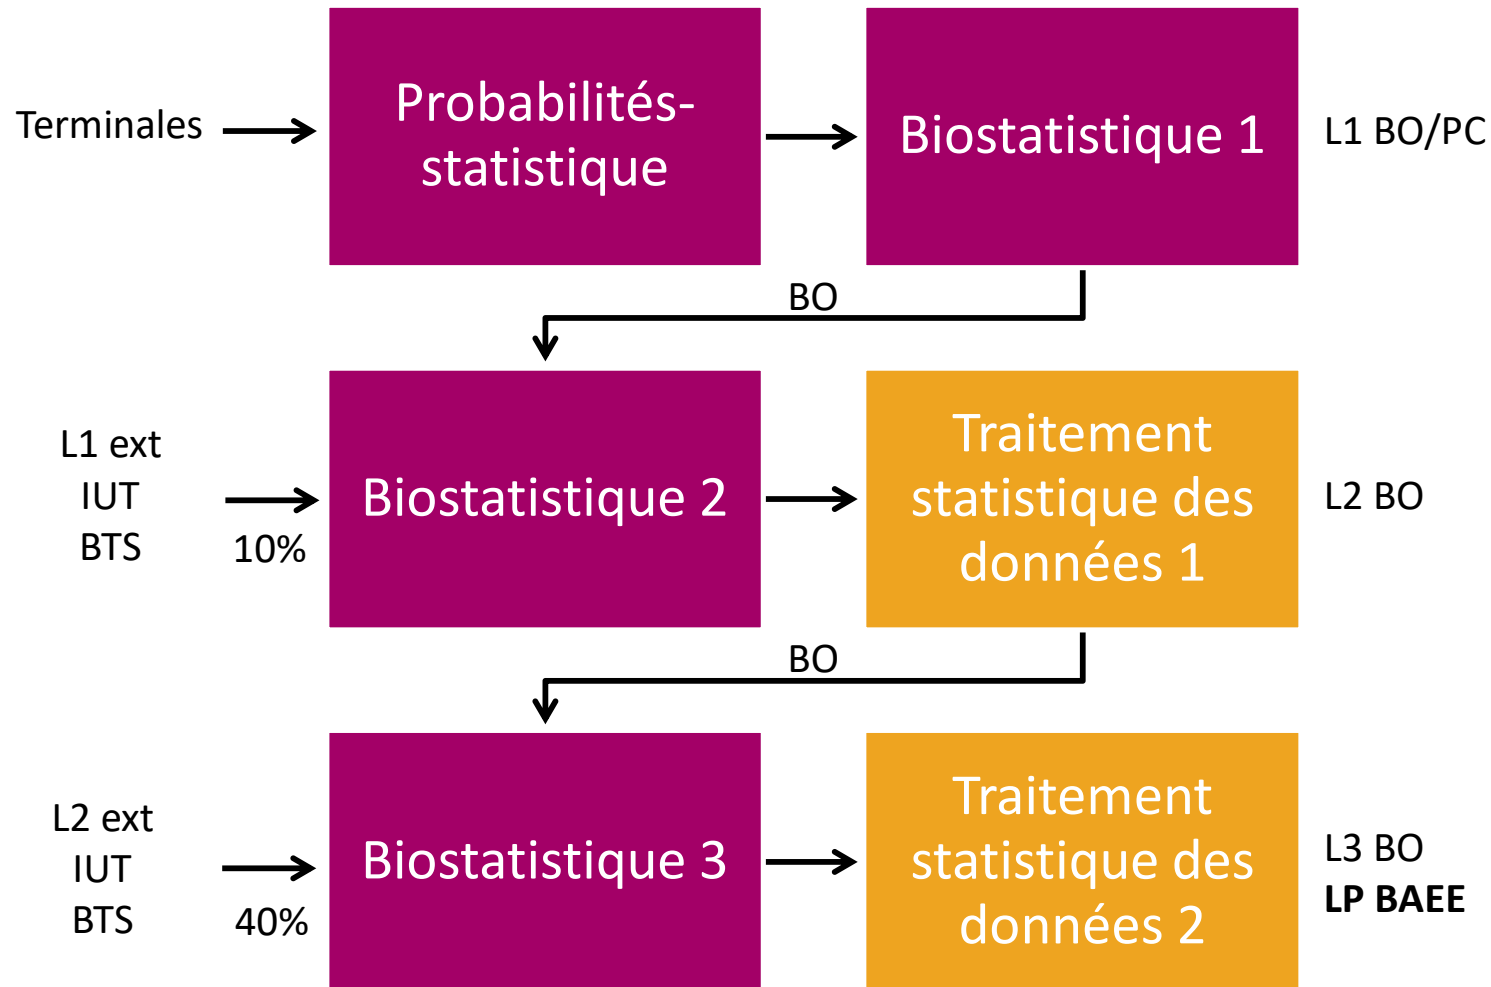 Terminales
Probabilités-
statistique
Biostatistique 1
L1 BO/PC
BO
L1 ext
IUT
BTS
10%
Biostatistique 2
Traitement
statistique des
données 1
L2 BO
BO
L2 ext
IUT
BTS
40%
Biostatistique 3
Traitement
statistique des
données 2
L3 BO
LP BAEE